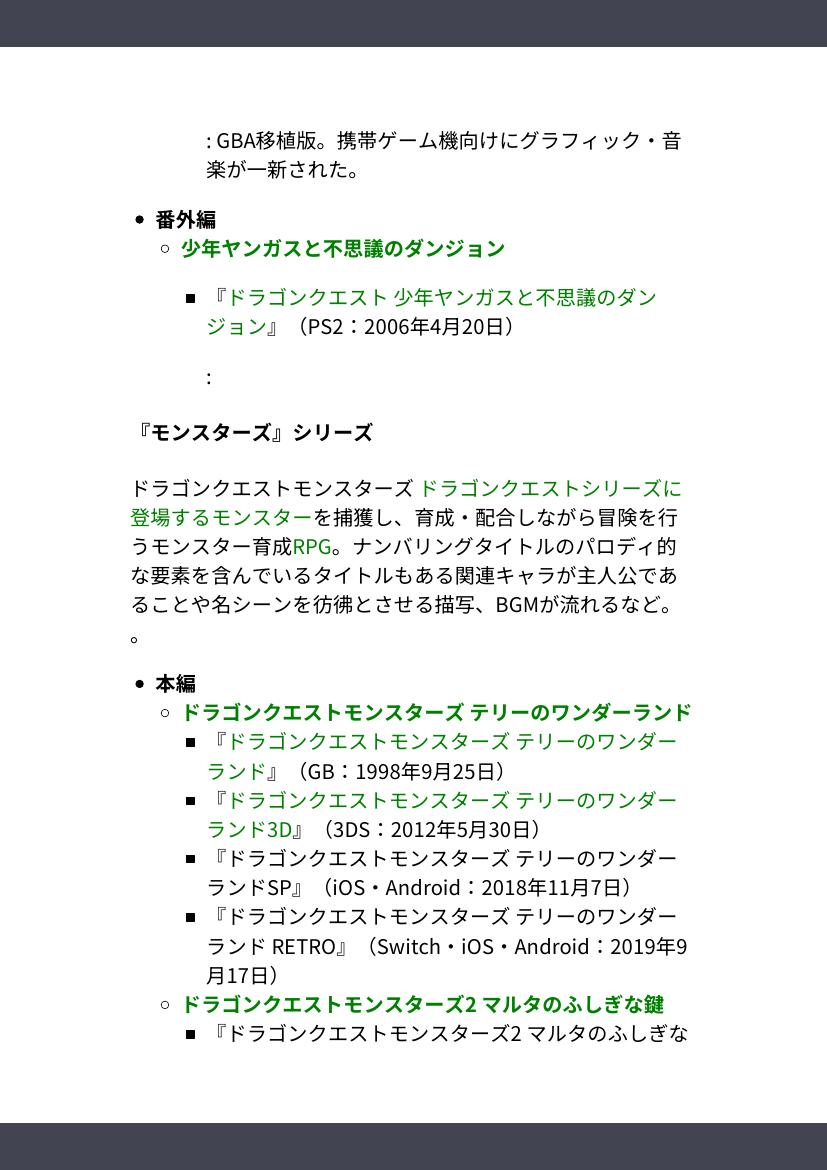 : GBA移植版。携帯ゲーム機向けにグラフィック・音
楽が一新された。
• 番外編
○ 少年ヤンガスと不思議のダンジョン
■ 『ドラゴンクエスト 少年ヤンガスと不思議のダン
ジョン』（PS2：2006年4月20日）
:
『モンスターズ』シリーズ
ドラゴンクエストモンスターズ ドラゴンクエストシリーズに
登場するモンスターを捕獲し、育成・配合しながら冒険を行
うモンスター育成RPG。ナンバリングタイトルのパロディ的
な要素を含んでいるタイトルもある関連キャラが主人公であ
ることや名シーンを彷彿とさせる描写、BGMが流れるなど。
。
• 本編
○ ドラゴンクエストモンスターズ テリーのワンダーランド
■ 『ドラゴンクエストモンスターズ テリーのワンダー
ランド』（GB：1998年9月25日）
■ 『ドラゴンクエストモンスターズ テリーのワンダー
ランド3D』（3DS：2012年5月30日）
■ 『ドラゴンクエストモンスターズ テリーのワンダー
ランドSP』（iOS・Android：2018年11月7日）
■ 『ドラゴンクエストモンスターズ テリーのワンダー
ランド RETRO』（Switch・iOS・Android：2019年9
月17日）
○ ドラゴンクエストモンスターズ2 マルタのふしぎな鍵
■ 『ドラゴンクエストモンスターズ2 マルタのふしぎな